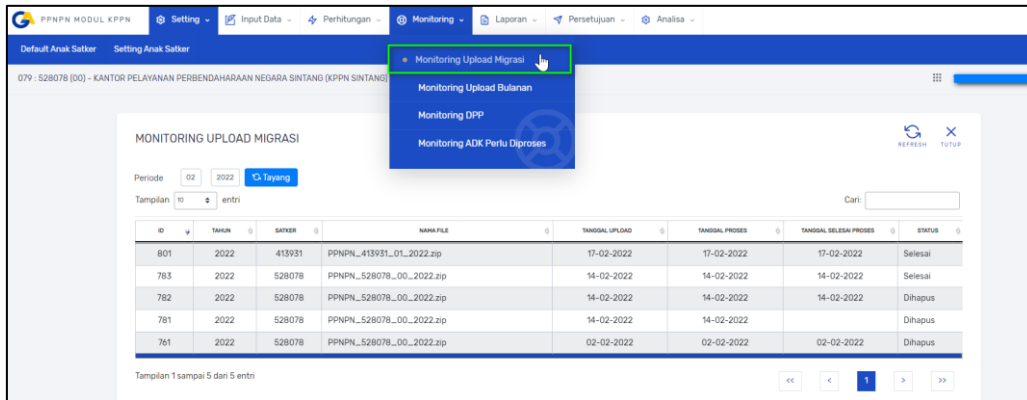 PPNPN MODUL KPPN Setting Input Data Perhitungan Monitoring Laporan Persetujuan Analisa
Default Anak Satker Setting Anak Satker
Monitoring Upload Migrasi
Monitoring Upload Bulanan
Monitoring DPP
Monitoring ADK Perlu Diproses
079 : 528078 (00) - KANTOR PELAYANAN PERBENDAHARAAN NEGARA SINTANG (KPPN SINTANG)
MONITORING UPLOAD MIGRASI
REFRESH TUTUP
Periode 02 2022 Tayang
Tampilan 10 entri Cari:
ID TAHUN SATKER NAMA FILE TANGGAL UPLOAD TANGGAL PROSES TANGGAL SELESAI PROSES STATUS
801 2022 413931 PPNPN_413931_01_2022.zip 17-02-2022 17-02-2022 17-02-2022 Selesai
783 2022 528078 PPNPN_528078_00_2022.zip 14-02-2022 14-02-2022 14-02-2022 Selesai
782 2022 528078 PPNPN_528078_00_2022.zip 14-02-2022 14-02-2022 14-02-2022 Dihapus
781 2022 528078 PPNPN_528078_00_2022.zip 14-02-2022 14-02-2022 Dihapus
761 2022 528078 PPNPN_528078_00_2022.zip 02-02-2022 02-02-2022 02-02-2022 Dihapus
Tampilan 1 sampai 5 dari 5 entri
<< < 1 > >>